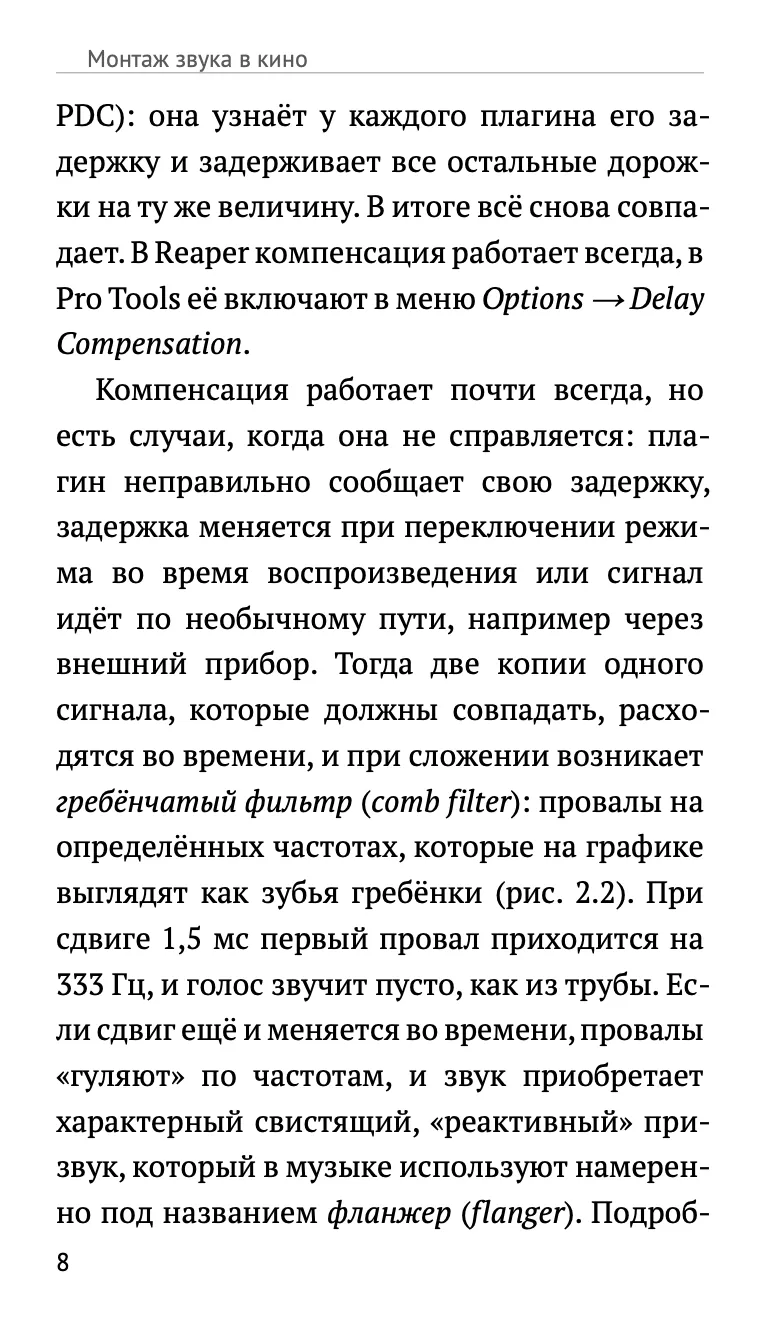 Монтаж звука в кино
PDC): она узнаёт у каждого плагина его за-
держку и задерживает все остальные дорож-
ки на ту же величину. В итоге всё снова совпа-
дает. В Reaper компенсация работает всегда, в
Pro Tools её включают в меню Options → Delay
Compensation.
Компенсация работает почти всегда, но
есть случаи, когда она не справляется: пла-
гин неправильно сообщает свою задержку,
задержка меняется при переключении режи-
ма во время воспроизведения или сигнал
идёт по необычному пути, например через
внешний прибор. Тогда две копии одного
сигнала, которые должны совпадать, расхо-
дятся во времени, и при сложении возникает
гребёнчатый фильтр (comb filter): провалы на
определённых частотах, которые на графике
выглядят как зубья гребёнки (рис. 2.2). При
сдвиге 1,5 мс первый провал приходится на
333 Гц, и голос звучит пусто, как из трубы. Ес-
ли сдвиг ещё и меняется во времени, провалы
«гуляют» по частотам, и звук приобретает
характерный свистящий, «реактивный» при-
звук, который в музыке используют намерен-
но под названием фланжер (flanger). Подроб-
8